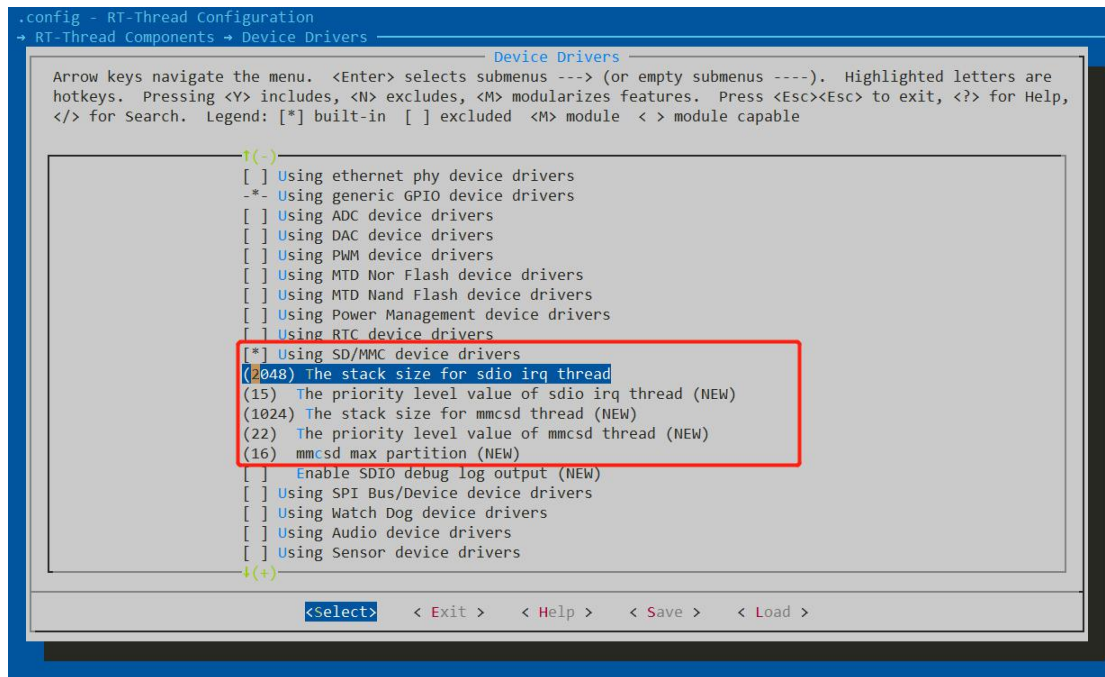 .config - RT-Thread Configuration
→ RT-Thread Components → Device Drivers
Device Drivers
Arrow keys navigate the menu.  <Enter> selects submenus ---> (or empty submenus ----).  Highlighted letters are
hotkeys.  Pressing <Y> includes, <N> excludes, <M> modularizes features.  Press <Esc><Esc> to exit, <?> for Help,
</> for Search.  Legend: [*] built-in  [ ] excluded  <M> module  < > module capable
↑(-)
[ ] Using ethernet phy device drivers
-*- Using generic GPIO device drivers
[ ] Using ADC device drivers
[ ] Using DAC device drivers
[ ] Using PWM device drivers
[ ] Using MTD Nor Flash device drivers
[ ] Using MTD Nand Flash device drivers
[ ] Using Power Management device drivers
[ ] Using RTC device drivers
[*] Using SD/MMC device drivers
(2048) The stack size for sdio irq thread
(15)  The priority level value of sdio irq thread (NEW)
(1024) The stack size for mmcsd thread (NEW)
(22)  The priority level value of mmcsd thread (NEW)
(16)  mmcsd max partition (NEW)
[ ]   Enable SDIO debug log output (NEW)
[ ] Using SPI Bus/Device device drivers
[ ] Using Watch Dog device drivers
[ ] Using Audio device drivers
[ ] Using Sensor device drivers
↓(+)
<Select>    < Exit >    < Help >    < Save >    < Load >